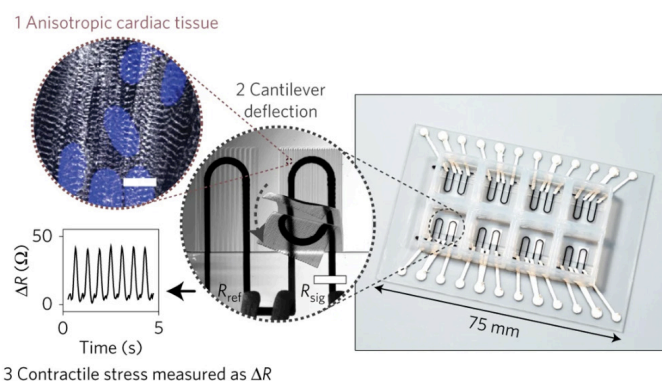 1 Anisotropic cardiac tissue
2 Cantilever
deflection
50
0
ΔR (Ω)
0
5
Time (s)
R_ref
R_sig
75 mm
3 Contractile stress measured as ΔR